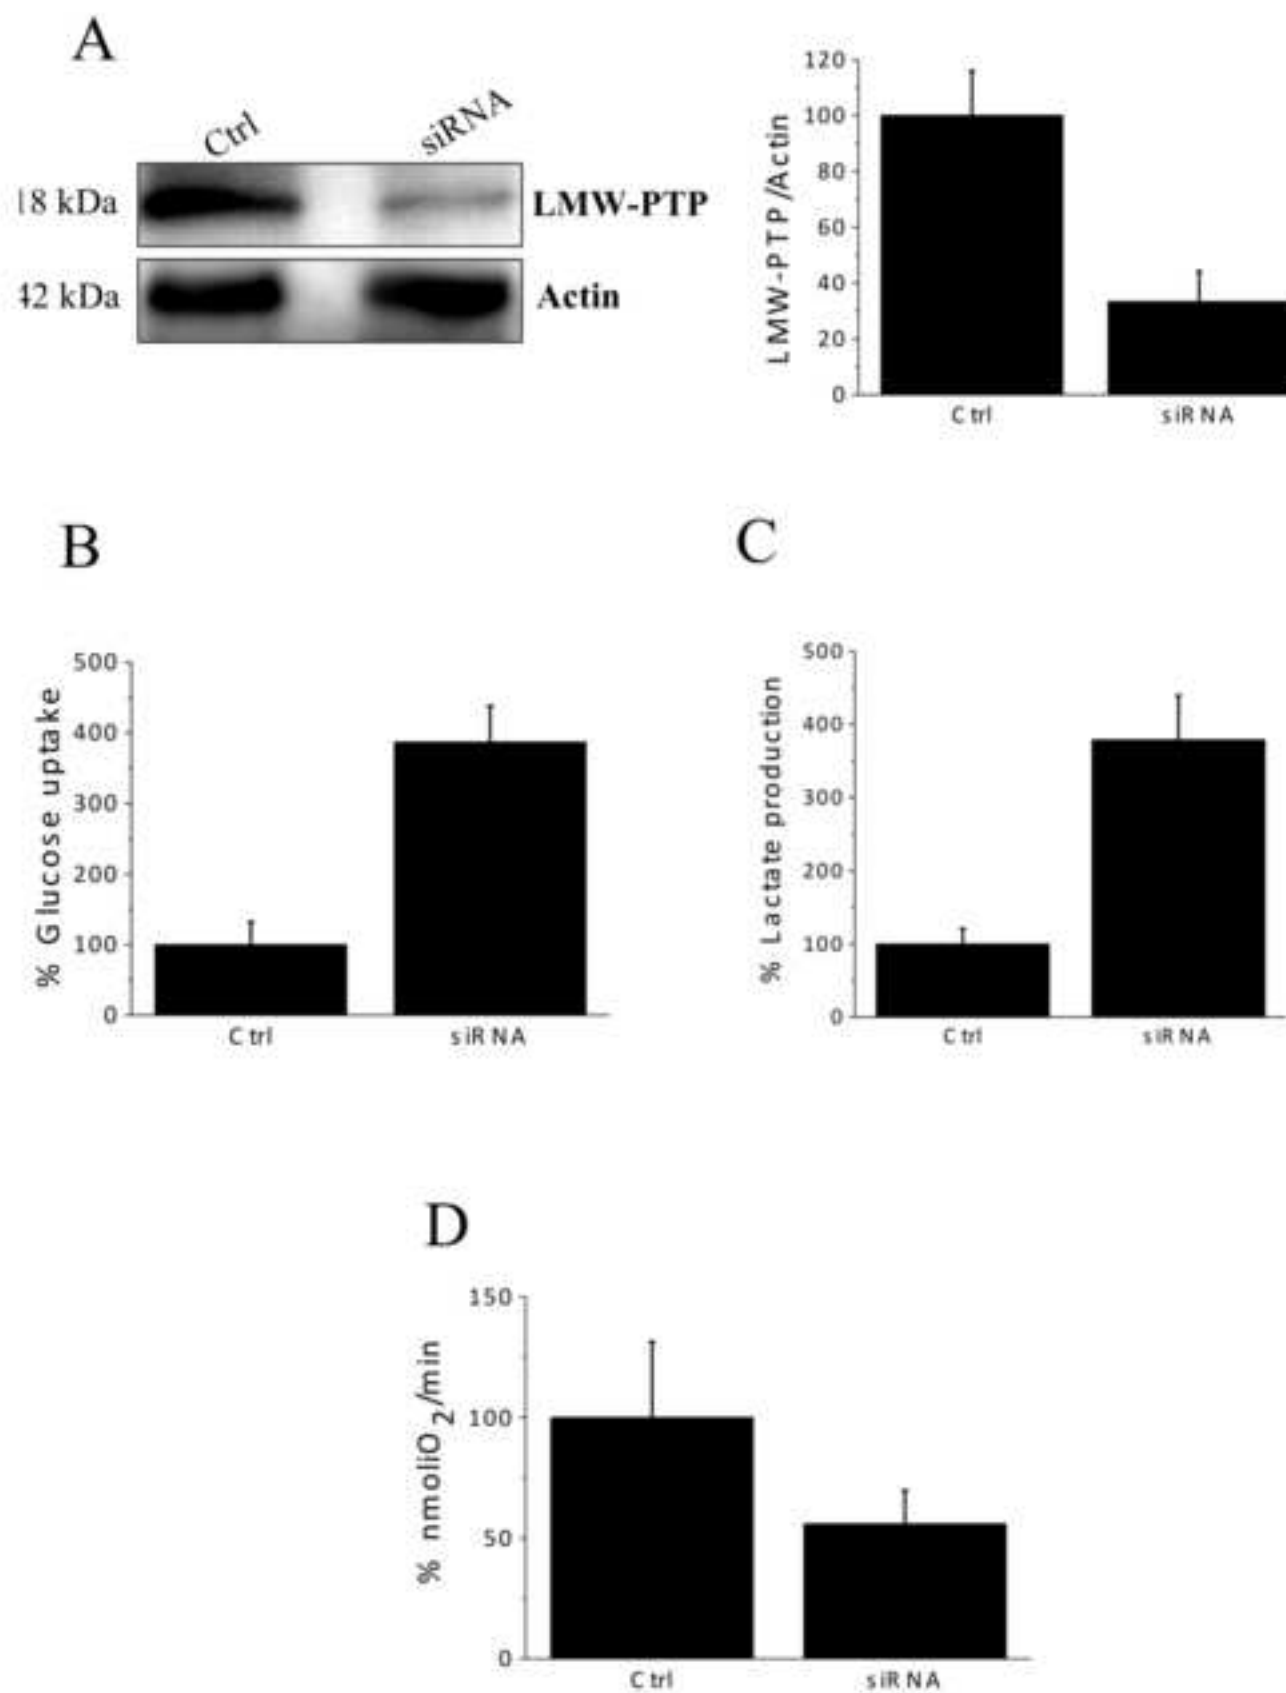 A
Ctrl siRNA
18 kDa LMW-PTP
42 kDa Actin
LMW-PTP/Actin
120
100
80
60
40
20
0
Ctrl siRNA
B
% Glucose uptake
500
400
300
200
100
0
Ctrl siRNA
C
% Lactate production
500
400
300
200
100
0
Ctrl siRNA
D
% nmoliO2/min
150
100
50
0
Ctrl siRNA